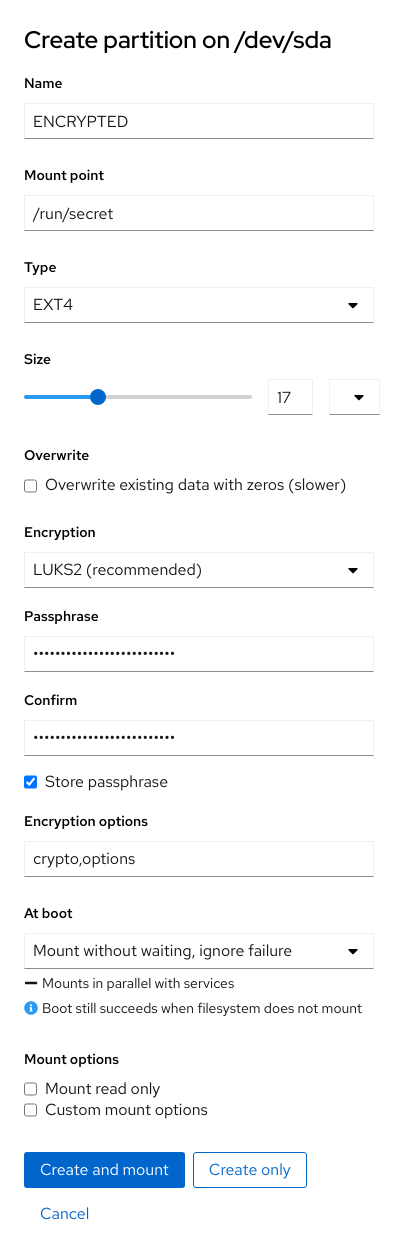 Create partition on /dev/sda
Name
ENCRYPTED
Mount point
/run/secret
Type
EXT4
Size
17
Overwrite
Overwrite existing data with zeros (slower)
Encryption
LUKS2 (recommended)
Passphrase
••••••••••••••••••••••••••
Confirm
••••••••••••••••••••••••••
Store passphrase
Encryption options
crypto,options
At boot
Mount without waiting, ignore failure
Mounts in parallel with services
Boot still succeeds when filesystem does not mount
Mount options
Mount read only
Custom mount options
Create and mount Create only
Cancel